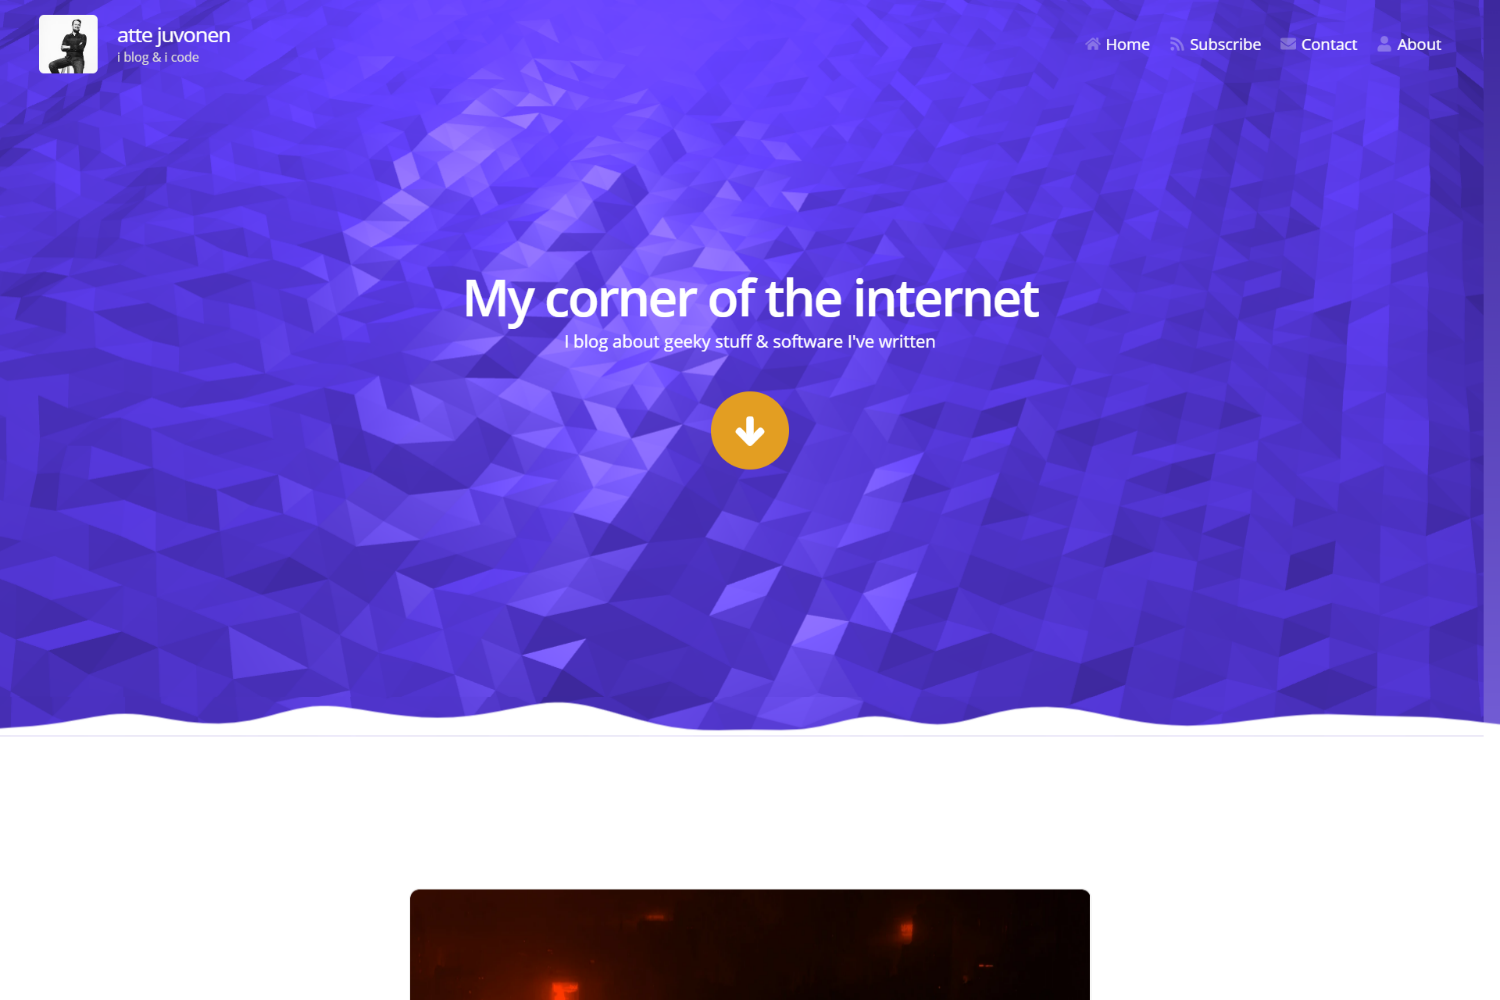 atte juvonen
i blog & i code
Home
Subscribe
Contact
About
My corner of the internet
I blog about geeky stuff & software I've written